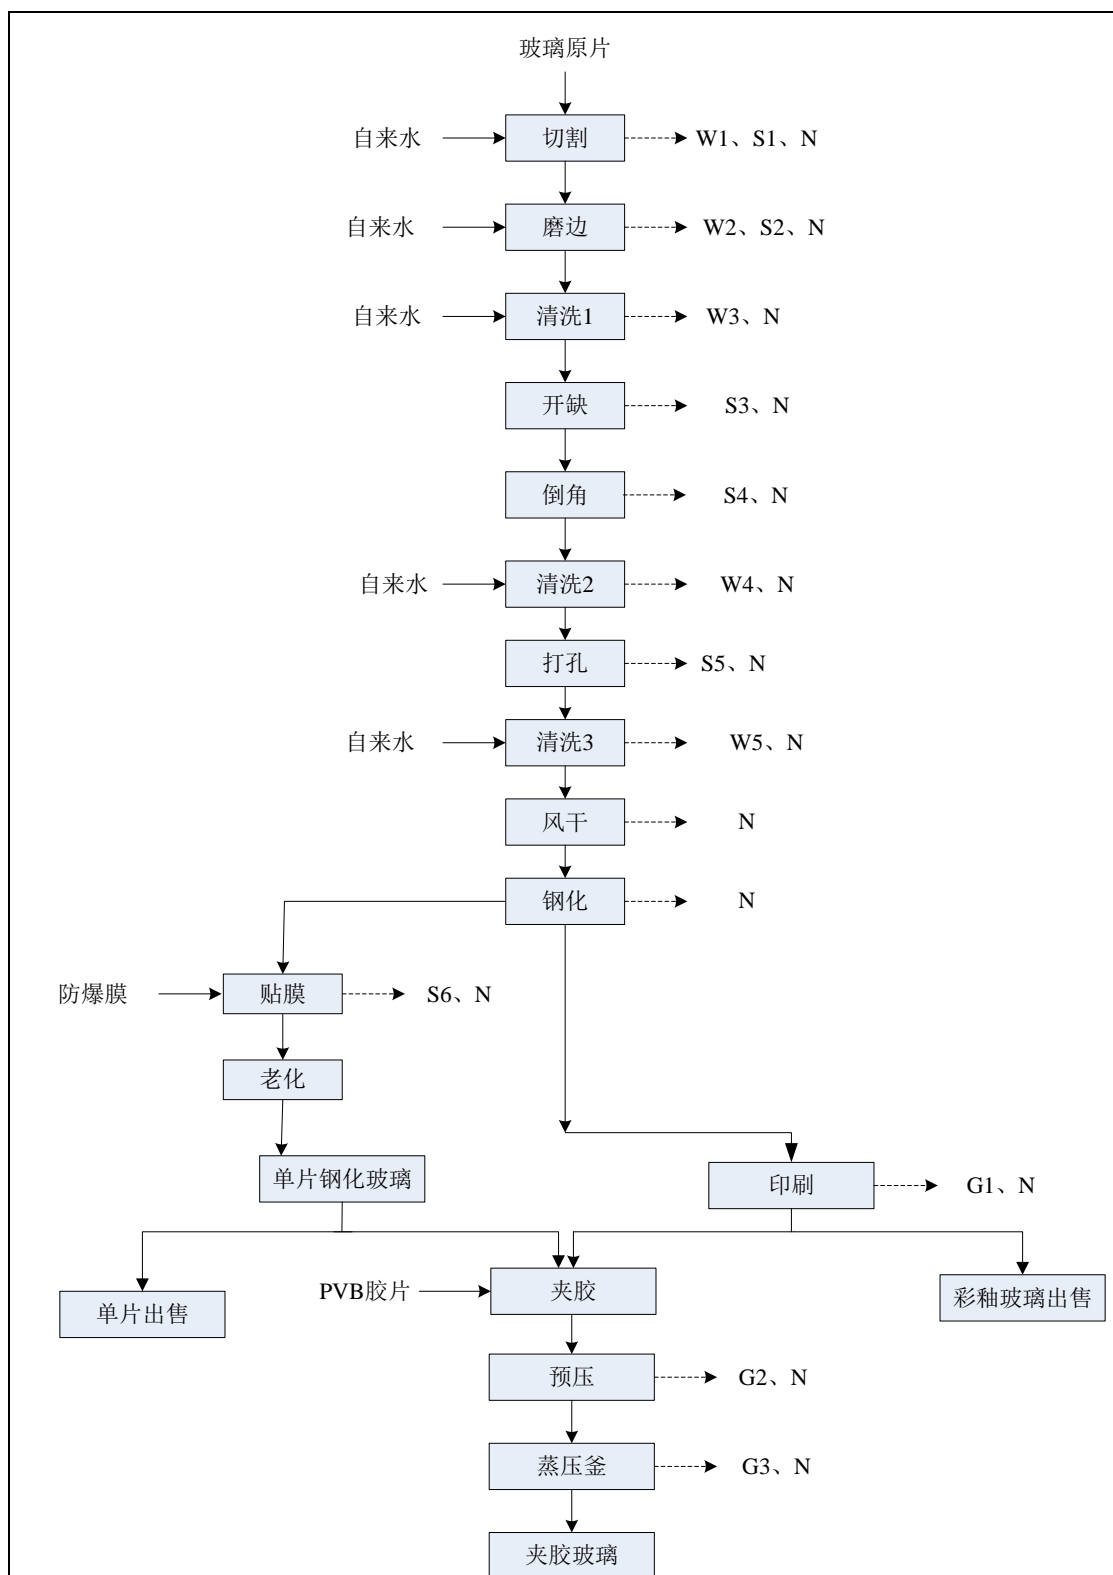 玻璃原片
自来水 切割 W1、S1、N
自来水 磨边 W2、S2、N
自来水 清洗1 W3、N
开缺 S3、N
倒角 S4、N
自来水 清洗2 W4、N
打孔 S5、N
自来水 清洗3 W5、N
风干 N
钢化 N
防爆膜 贴膜 S6、N
老化
单片钢化玻璃 印刷 G1、N
PVB胶片 夹胶 彩釉玻璃出售
单片出售
预压 G2、N
蒸压釜 G3、N
夹胶玻璃